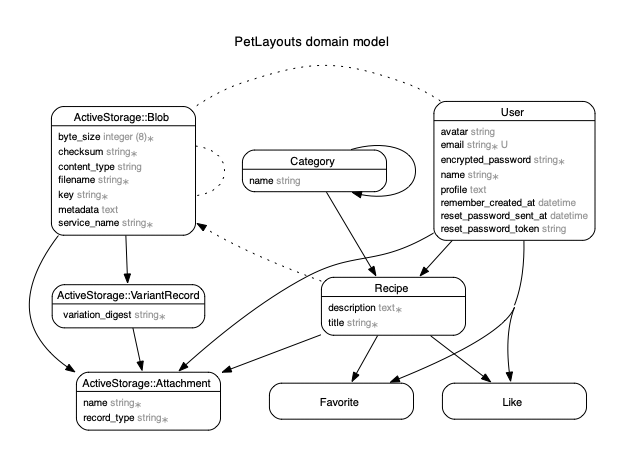 PetLayouts domain model
ActiveStorage::Blob
byte_size integer (8)∗
checksum string∗
content_type string
filename string∗
key string∗
metadata text
service_name string∗
User
avatar string
email string∗ U
encrypted_password string∗
name string∗
profile text
remember_created_at datetime
reset_password_sent_at datetime
reset_password_token string
Category
name string
ActiveStorage::VariantRecord
variation_digest string∗
Recipe
description text∗
title string∗
ActiveStorage::Attachment
name string∗
record_type string∗
Favorite
Like